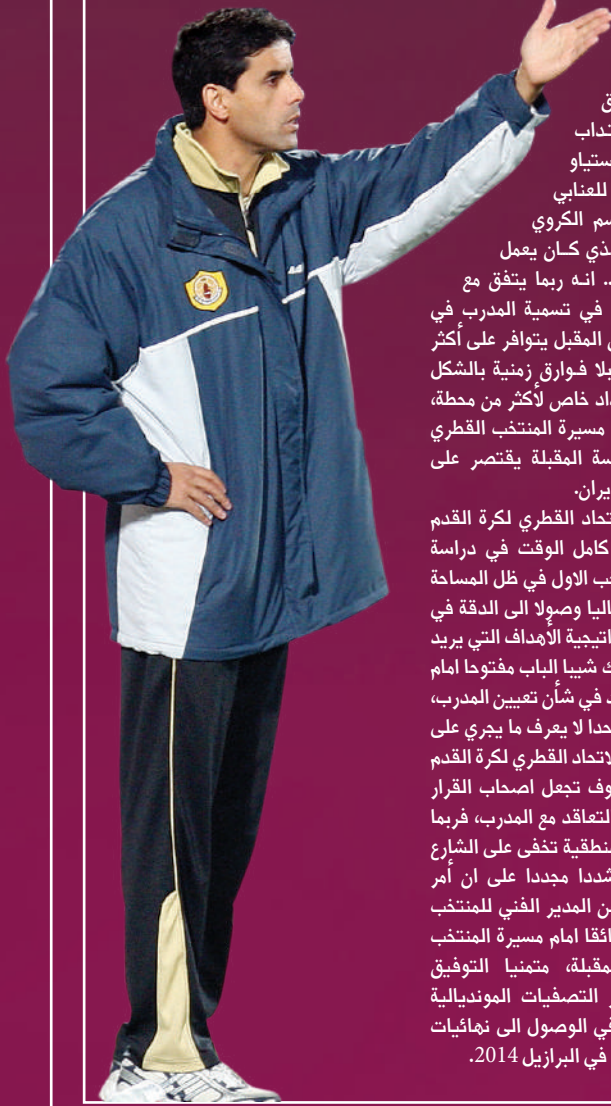 ستياو
للعنابي
سم الكروي
ذي كـان يعمل
.. انـه ربما يتفق مع
في تسمية المدرب في
المقبل يتوافر على أكثر
بلا فـوارق زمنية بالشكل
داد خاص لأكثر من محطة،
مسيرة المنتخب القطري
سة المقبلة يقتصر على
يران.
تحاد القطري لكرة القدم
كامل الوقت في دراسة
خب الاول في ظل المساحة
اليا وصولا الى الدقة في
اتيجية الأهداف التي يريد
ك شيبا الباب مفتوحا امام
د في شأن تعيين المدرب،
حدا لا يعرف ما يجري على
لاتحاد القطري لكرة القدم
وف تجعل اصحاب القرار
لتعاقد مع المدرب، فربما
منطقية تخفى على الشارع
شددا مجددا على ان أمر
ن المدير الفني للمنتخب
ائقا امام مسيرة المنتخب
مقبلة، متمنيا التوفيق
التصفيات المونديالية
في الوصول الى نهائيات
في البرازيل 2014.